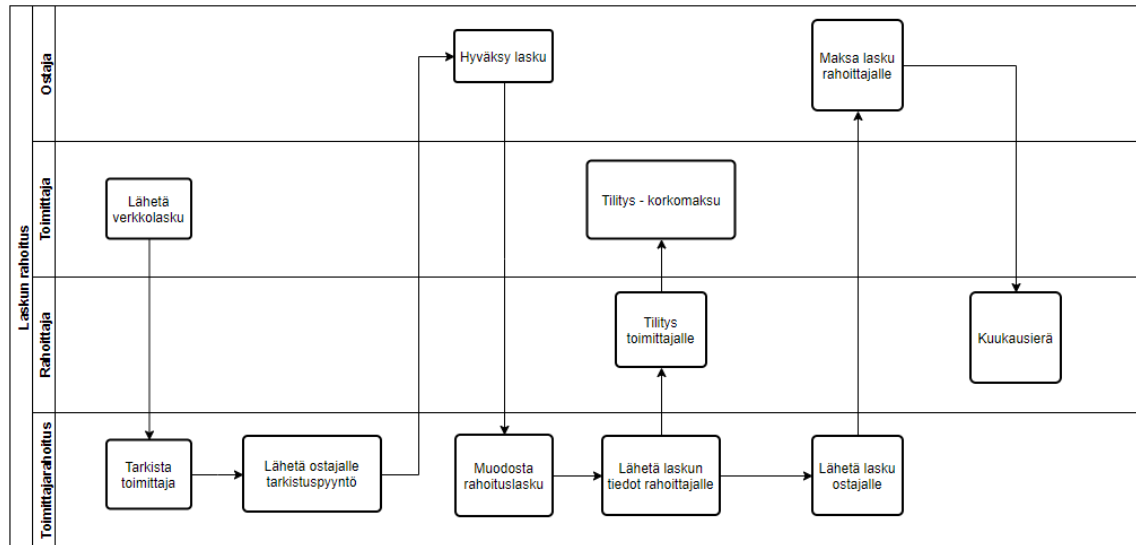 Laskun rahoitus
Ostaja
Hyväksy lasku
Maksa lasku
rahoittajalle
Toimittaja
Lähetä
verkkolasku
Tilitys - korkomaksu
Rahoittaja
Tilitys
toimittajalle
Kuukausierä
Toimittajarahoitus
Tarkista
toimittaja
Lähetä ostajalle
tarkistuspyyntö
Muodosta
rahoituslasku
Lähetä laskun
tiedot rahoittajalle
Lähetä lasku
ostajalle